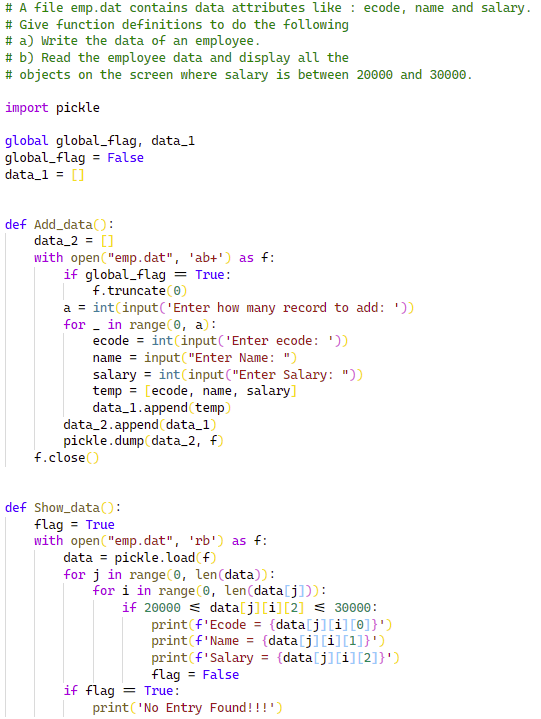 # A file emp.dat contains data attributes like : ecode, name and salary.
# Give function definitions to do the following
# a) Write the data of an employee.
# b) Read the employee data and display all the
# objects on the screen where salary is between 20000 and 30000.

import pickle

global global_flag, data_1
global_flag = False
data_1 = []


def Add_data():
    data_2 = []
    with open("emp.dat", 'ab+') as f:
        if global_flag == True:
            f.truncate(0)
        a = int(input('Enter how many record to add: '))
        for _ in range(0, a):
            ecode = int(input('Enter ecode: '))
            name = input("Enter Name: ")
            salary = int(input("Enter Salary: "))
            temp = [ecode, name, salary]
            data_1.append(temp)
        data_2.append(data_1)
        pickle.dump(data_2, f)
    f.close()


def Show_data():
    flag = True
    with open("emp.dat", 'rb') as f:
        data = pickle.load(f)
        for j in range(0, len(data)):
            for i in range(0, len(data[j])):
                if 20000 <= data[j][i][2] <= 30000:
                    print(f'Ecode = {data[j][i][0]}')
                    print(f'Name = {data[j][i][1]}')
                    print(f'Salary = {data[j][i][2]}')
                    flag = False
        if flag == True:
            print('No Entry Found!!!')